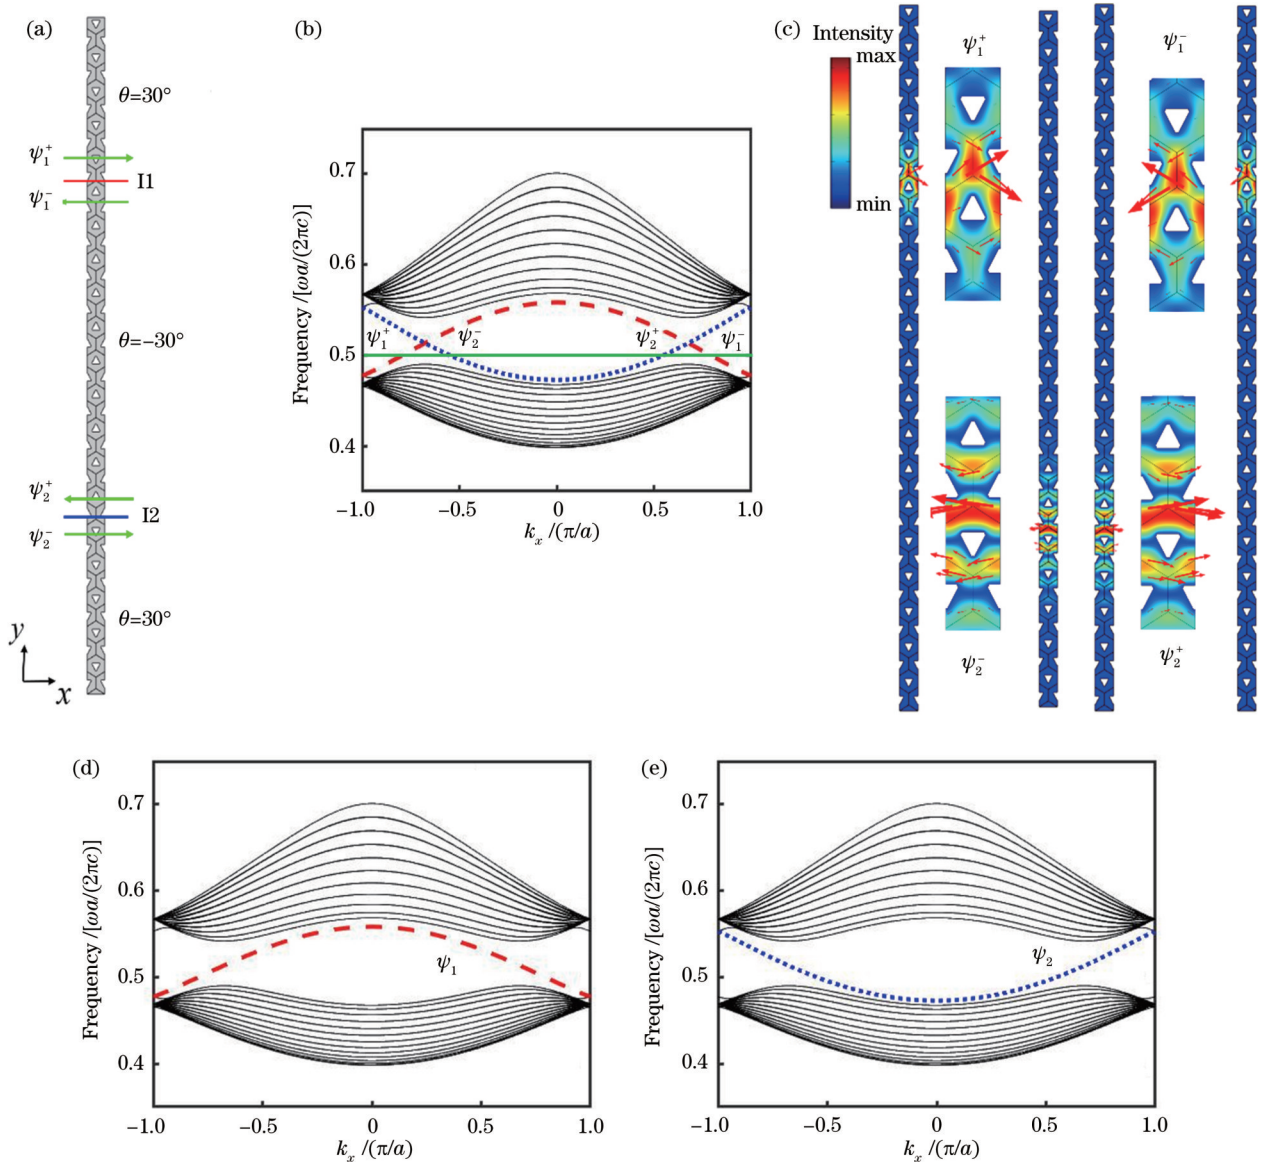 (a)
θ=30°
ψ₁⁺
I1
ψ₁⁻
θ=−30°
ψ₂⁺
I2
ψ₂⁻
θ=30°
y
x
(b)
Frequency /[ωa/(2πc)]
0.7
0.6
0.5
0.4
ψ₁⁺
ψ₂⁻
ψ₂⁺
ψ₁⁻
−1.0
−0.5
0
0.5
1.0
kₓ /(π/a)
(c)
Intensity
max
min
ψ₁⁺
ψ₁⁻
ψ₂⁻
ψ₂⁺
(d)
Frequency /[ωa/(2πc)]
0.7
0.6
0.5
0.4
ψ₁
−1.0
−0.5
0
0.5
1.0
kₓ /(π/a)
(e)
Frequency /[ωa/(2πc)]
0.7
0.6
0.5
0.4
ψ₂
−1.0
−0.5
0
0.5
1.0
kₓ /(π/a)